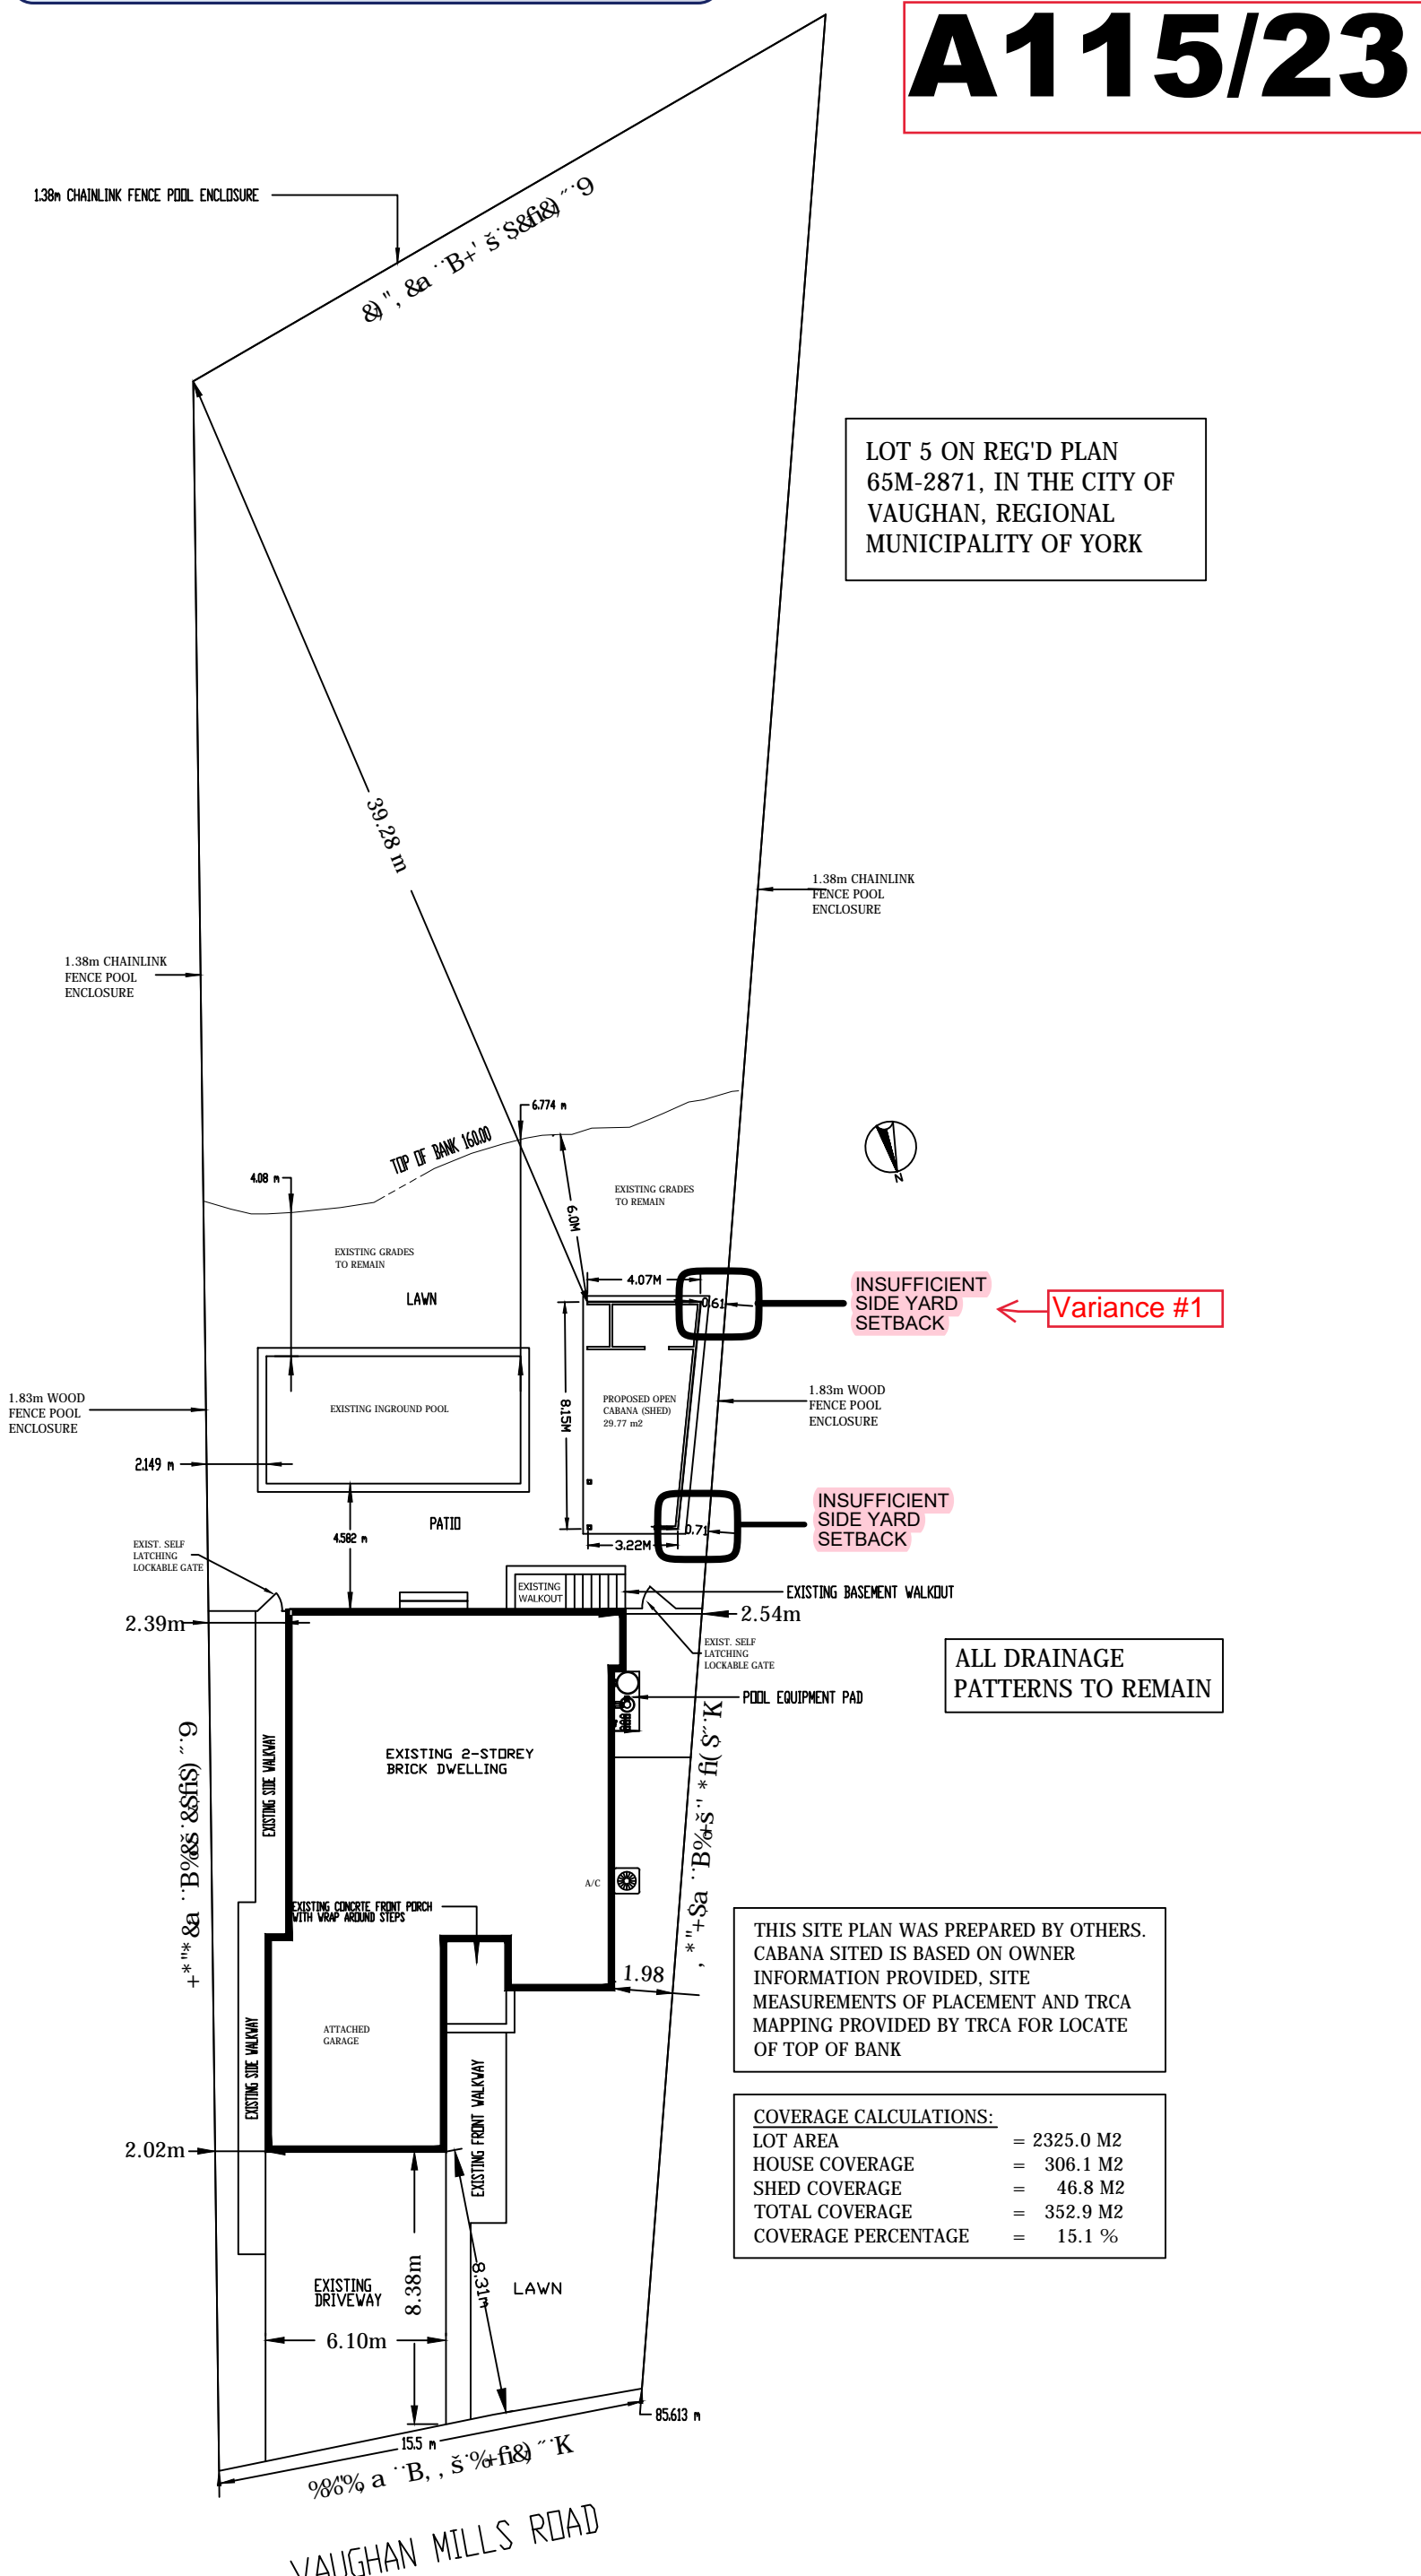 A115/23
1.38m CHAINLINK FENCE POOL ENCLOSURE
LOT 5 ON REG'D PLAN
65M-2871, IN THE CITY OF
VAUGHAN, REGIONAL
MUNICIPALITY OF YORK
39.28 m
1.38m CHAINLINK
FENCE POOL
ENCLOSURE
1.38m CHAINLINK
FENCE POOL
ENCLOSURE
6.774 m
TOP OF BANK 160.00
4.08 m
N
EXISTING GRADES
TO REMAIN
6.0M
EXISTING GRADES
TO REMAIN
LAWN
4.07M
0.61
INSUFFICIENT
SIDE YARD
SETBACK
Variance #1
1.83m WOOD
FENCE POOL
ENCLOSURE
EXISTING INGROUND POOL
8.15M
PROPOSED OPEN
CABANA (SHED)
29.77 m2
1.83m WOOD
FENCE POOL
ENCLOSURE
2.149 m
4.582 m
PATIO
3.22M
0.71
INSUFFICIENT
SIDE YARD
SETBACK
EXIST. SELF
LATCHING
LOCKABLE GATE
EXISTING
WALKOUT
EXISTING BASEMENT WALKOUT
2.39m
2.54m
EXIST. SELF
LATCHING
LOCKABLE GATE
ALL DRAINAGE
PATTERNS TO REMAIN
POOL EQUIPMENT PAD
EXISTING SIDE WALKWAY
EXISTING 2-STOREY
BRICK DWELLING
A/C
EXISTING CONCRTE FRONT PORCH
WITH WRAP AROUND STEPS
1.98
THIS SITE PLAN WAS PREPARED BY OTHERS.
CABANA SITED IS BASED ON OWNER
INFORMATION PROVIDED, SITE
MEASUREMENTS OF PLACEMENT AND TRCA
MAPPING PROVIDED BY TRCA FOR LOCATE
OF TOP OF BANK
ATTACHED
GARAGE
EXISTING SIDE WALKWAY
EXISTING FRONT WALKWAY
2.02m
COVERAGE CALCULATIONS:
LOT AREA = 2325.0 M2
HOUSE COVERAGE = 306.1 M2
SHED COVERAGE = 46.8 M2
TOTAL COVERAGE = 352.9 M2
COVERAGE PERCENTAGE = 15.1 %
EXISTING
DRIVEWAY
8.38m
8.31m
LAWN
6.10m
85.613 m
15.5 m
VAUGHAN MILLS ROAD